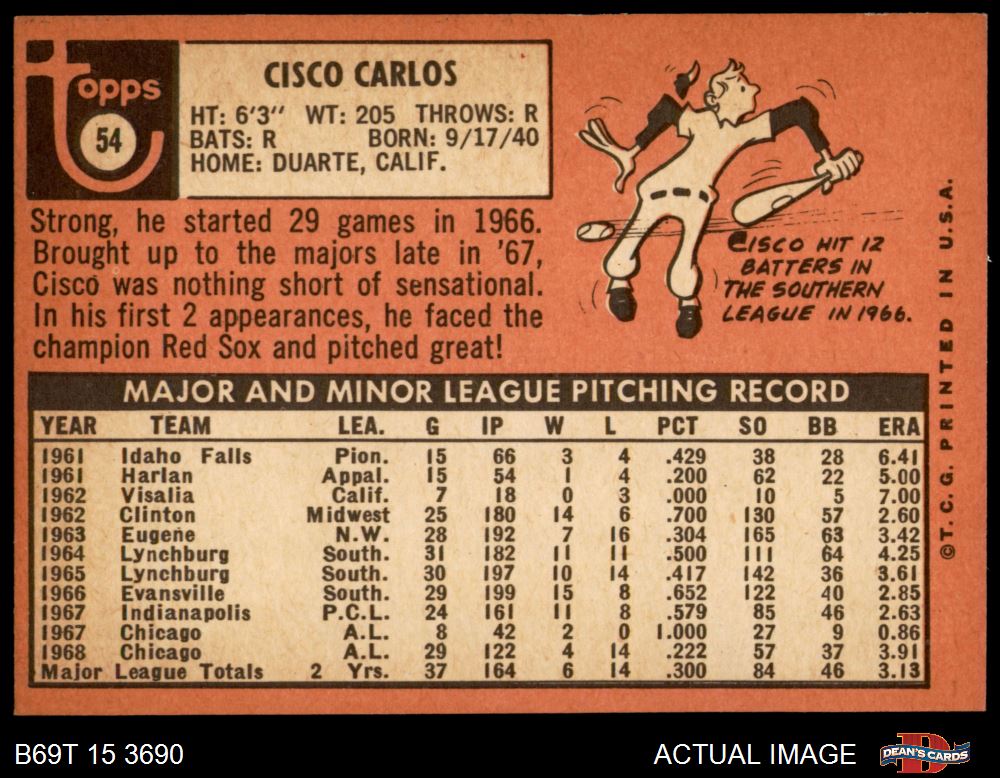 Topps
54
CISCO CARLOS
HT: 6'3" WT: 205 THROWS: R
BATS: R BORN: 9/17/40
HOME: DUARTE, CALIF.
Strong, he started 29 games in 1966.
Brought up to the majors late in '67,
Cisco was nothing short of sensational.
In his first 2 appearances, he faced the
champion Red Sox and pitched great!
CISCO HIT 12
BATTERS IN
THE SOUTHERN
LEAGUE IN 1966.
MAJOR AND MINOR LEAGUE PITCHING RECORD
YEAR TEAM LEA. G IP W L PCT SO BB ERA
1961 Idaho Falls Pion. 15 66 3 4 .429 38 28 6.41
1961 Harlan Appal. 15 54 1 4 .200 62 22 5.00
1962 Visalia Calif. 7 18 0 3 .000 10 5 7.00
1962 Clinton Midwest 25 180 14 6 .700 130 57 2.60
1963 Eugene N.W. 28 192 7 16 .304 165 63 3.42
1964 Lynchburg South. 31 182 11 11 .500 111 64 4.25
1965 Lynchburg South. 30 197 10 14 .417 142 36 3.61
1966 Evansville South. 29 199 15 8 .652 122 40 2.85
1967 Indianapolis P.C.L. 24 161 11 8 .579 85 46 2.63
1967 Chicago A.L. 8 42 2 0 1.000 27 9 0.86
1968 Chicago A.L. 29 122 4 14 .222 57 37 3.91
Major League Totals 2 Yrs. 37 164 6 14 .300 84 46 3.13
© T. C. G. PRINTED IN U.S.A.
B69T 15 3690
ACTUAL IMAGE
D
DEAN'S CARDS